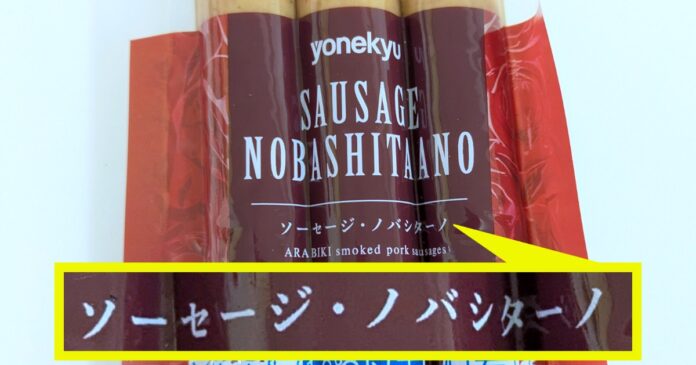 yonekyu
SAUSAGE
NOBASHITAANO
ソーセージ・ノバシターノ
ARABIKI smoked pork sausages
ソーセージ・ノバシターノ